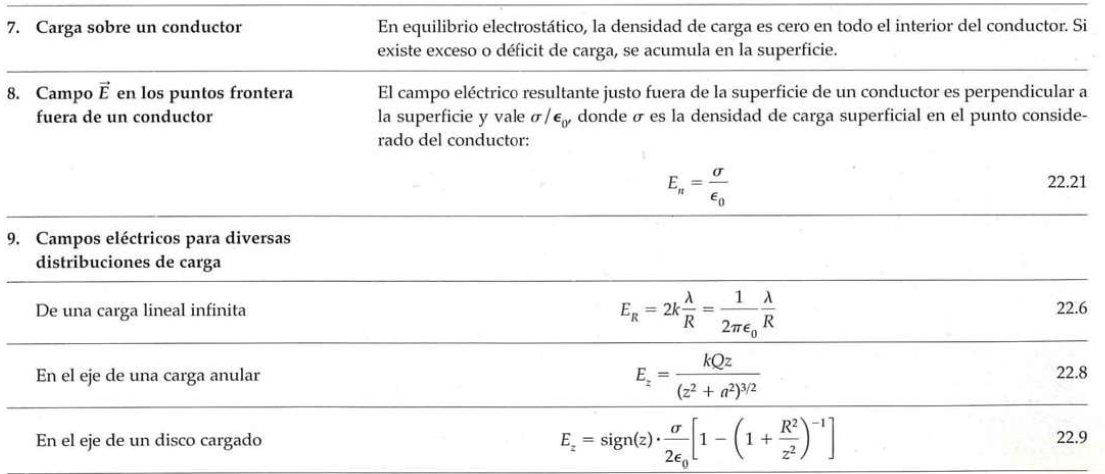 7. Carga sobre un conductor
En equilibrio electrostático, la densidad de carga es cero en todo el interior del conductor. Si
existe exceso o déficit de carga, se acumula en la superficie.
8. Campo $\vec{E}$ en los puntos frontera
fuera de un conductor
El campo eléctrico resultante justo fuera de la superficie de un conductor es perpendicular a
la superficie y vale σ/ϵ₀, donde σ es la densidad de carga superficial en el punto conside-
rado del conductor:
$E_n = \frac{\sigma}{\epsilon_0}$ 22.21
9. Campos eléctricos para diversas
distribuciones de carga
De una carga lineal infinita $E_R = 2k\frac{\lambda}{R} = \frac{1}{2\pi\epsilon_0}\frac{\lambda}{R}$ 22.6
En el eje de una carga anular $E_z = \frac{kQz}{(z^2 + a^2)^{3/2}}$ 22.8
En el eje de un disco cargado $E_z = \text{sign}(z) \cdot \frac{\sigma}{2\epsilon_0}\left[1 - \left(1 + \frac{R^2}{z^2}\right)^{-1}\right]$ 22.9